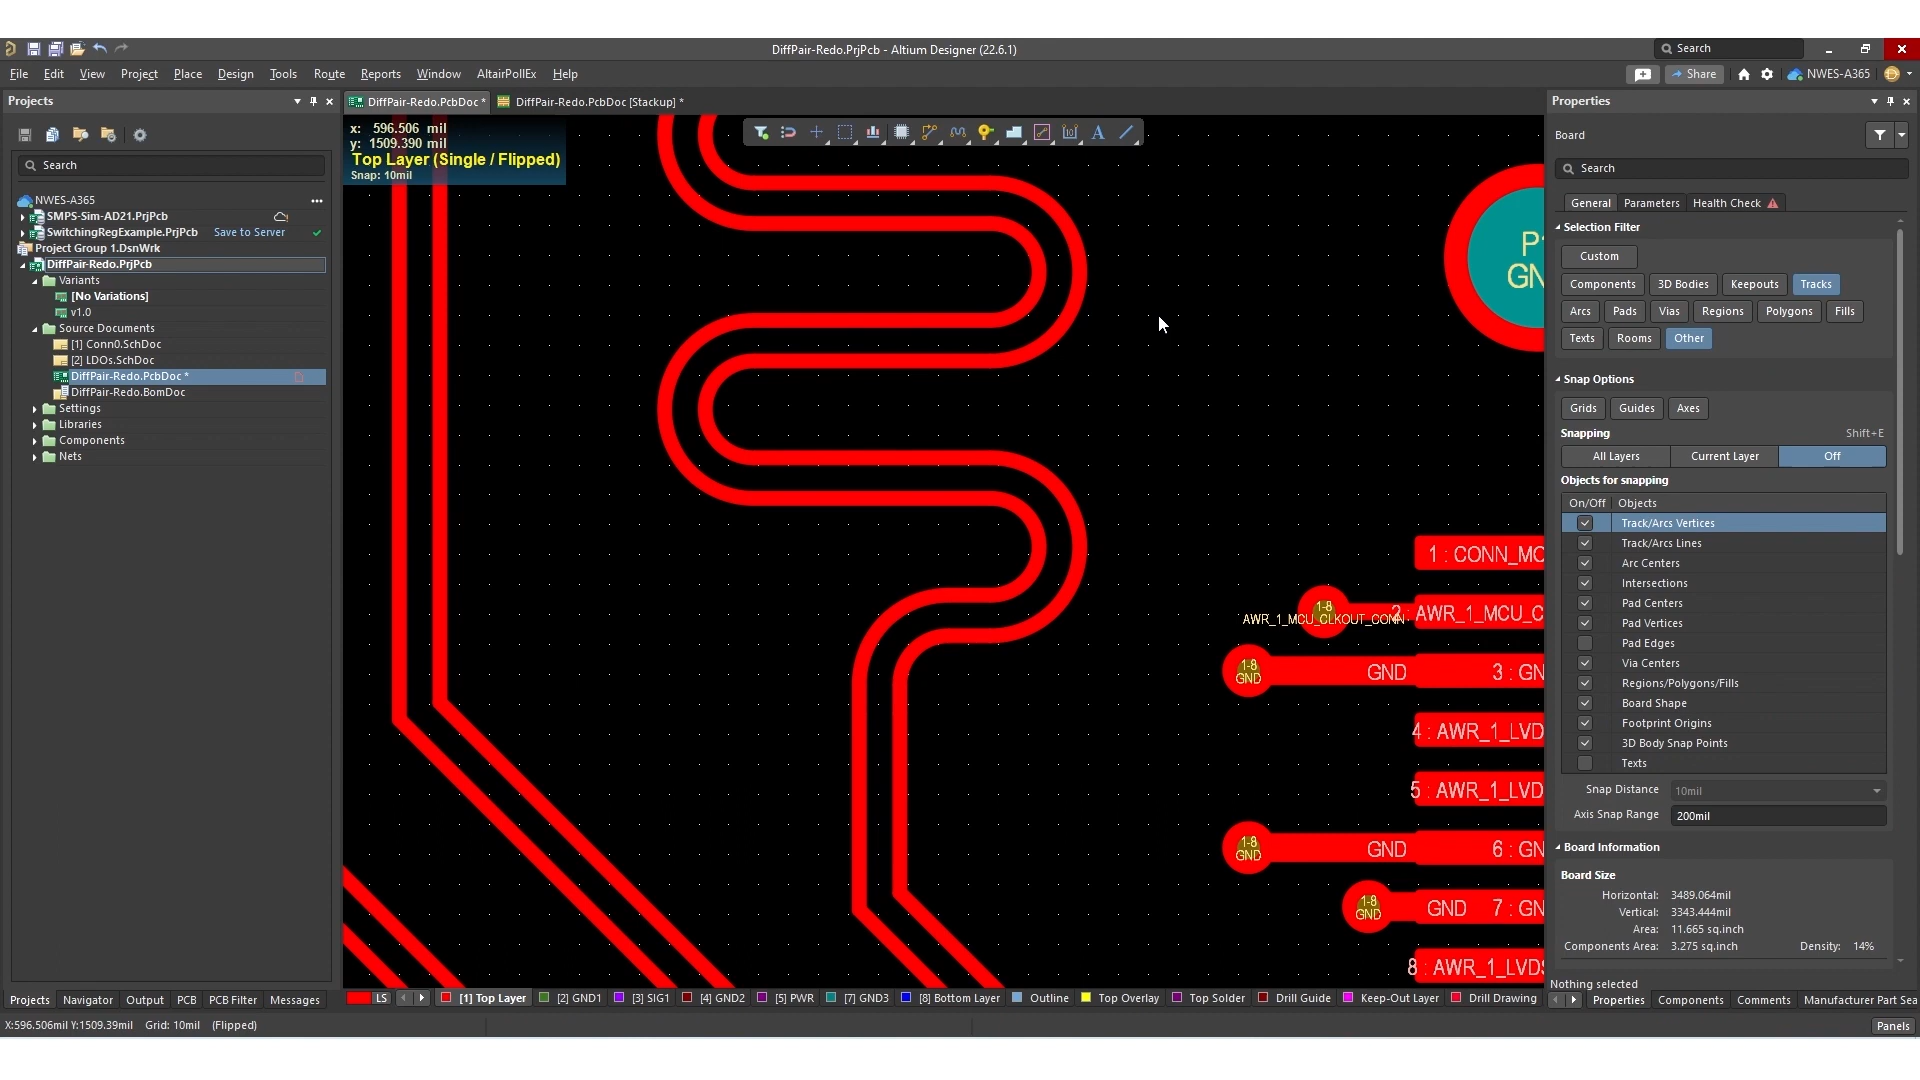 DiffPair-Redo.PrjPcb - Altium Designer (22.6.1)
Search
File Edit View Project Place Design Tools Route Reports Window AltairPollEx Help
Share
NWES-A365
Projects
Search
NWES-A365
SMPS-Sim-AD21.PrjPcb
SwitchingRegExample.PrjPcb Save to Server
Project Group 1.DsnWrk
DiffPair-Redo.PrjPcb
Variants
[No Variations]
v1.0
Source Documents
[1] Conn0.SchDoc
[2] LDOs.SchDoc
DiffPair-Redo.PcbDoc *
DiffPair-Redo.BomDoc
Settings
Libraries
Components
Nets
Projects Navigator Output PCB PCB Filter Messages
DiffPair-Redo.PcbDoc * DiffPair-Redo.PcbDoc [Stackup] *
x: 596.506 mil
y: 1509.390 mil
Top Layer (Single / Flipped)
Snap: 10mil
GN
1 : CONN_MC
1-8
AWR_1_MCU_CLKOUT_CONN
2 : AWR_1_MCU_C
1-8
GND
GND 3 : GN
4 : AWR_1_LVD
5 : AWR_1_LVD
1-8
GND
GND 6 : GN
1-8
GND
GND 7 : GN
8 : AWR_1_LVDS
LS [1] Top Layer [2] GND1 [3] SIG1 [4] GND2 [5] PWR [7] GND3 [8] Bottom Layer Outline Top Overlay Top Solder Drill Guide Keep-Out Layer Drill Drawing
Properties
Board
Search
General Parameters Health Check
Selection Filter
Custom
Components 3D Bodies Keepouts Tracks
Arcs Pads Vias Regions Polygons Fills
Texts Rooms Other
Snap Options
Grids Guides Axes
Snapping Shift+E
All Layers Current Layer Off
Objects for snapping
On/Off Objects
Track/Arcs Vertices
Track/Arcs Lines
Arc Centers
Intersections
Pad Centers
Pad Vertices
Pad Edges
Via Centers
Regions/Polygons/Fills
Board Shape
Footprint Origins
3D Body Snap Points
Texts
Snap Distance 10mil
Axis Snap Range 200mil
Board Information
Board Size
Horizontal: 3489.064mil
Vertical: 3343.444mil
Area: 11.665 sq.inch
Components Area: 3.275 sq.inch Density: 14%
Nothing selected
Properties Components Comments Manufacturer Part Sea
X:596.506mil Y:1509.39mil Grid: 10mil (Flipped)
Panels